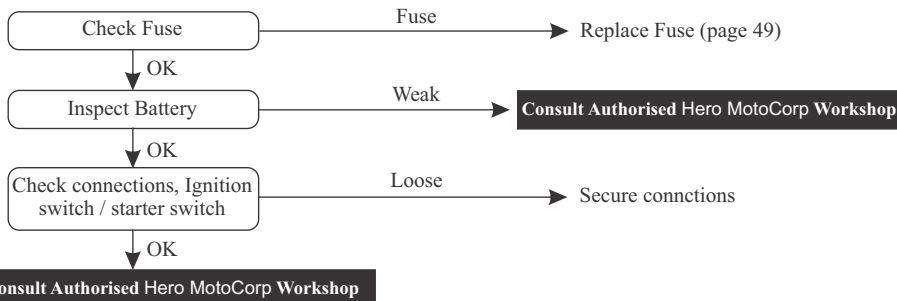 Check Fuse
Fuse
Replace Fuse (page 49)
OK
Inspect Battery
Weak
Consult Authorised Hero MotoCorp Workshop
OK
Check connections, Ignition
switch / starter switch
Loose
Secure connctions
OK
onsult Authorised Hero MotoCorp Workshop